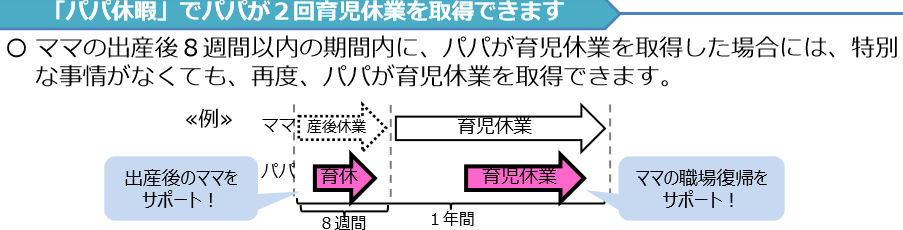 「パパ休暇」でパパが２回育児休業を取得できます
○ ママの出産後８週間以内の期間内に、パパが育児休業を取得した場合には、特別
な事情がなくても、再度、パパが育児休業を取得できます。
≪例≫
ママ
産後休業
育児休業
パパ
育休
育児休業
出産後のママを
サポート！
ママの職場復帰を
サポート！
８週間
１年間